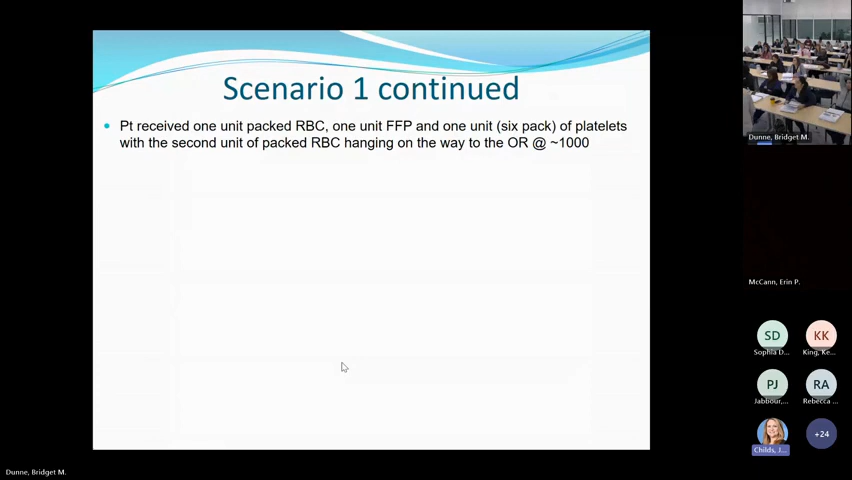 Scenario 1 continued
Pt received one unit packed RBC, one unit FFP and one unit (six pack) of platelets
with the second unit of packed RBC hanging on the way to the OR @ ~1000
Dunne, Bridget M.
McCann, Erin P.
SD
KK
Sophia D...
King, Ke...
PJ
RA
Jabbour,...
Rebecca ...
+24
Childs, J...
Dunne, Bridget M.